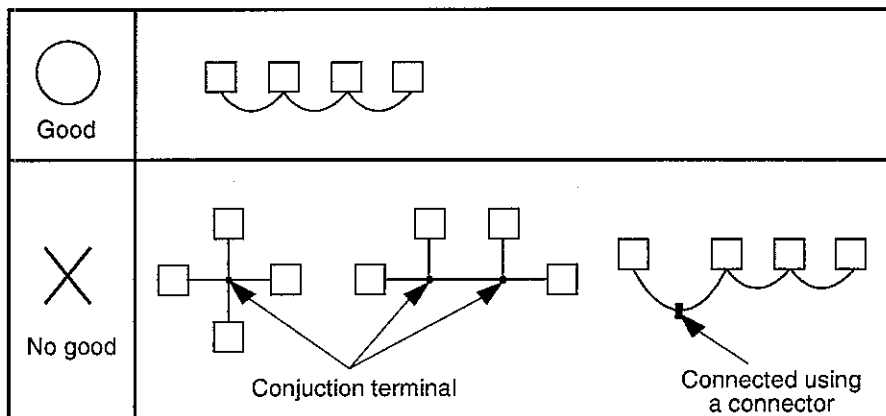 Good
No good
Conjuction terminal
Connected using
a connector